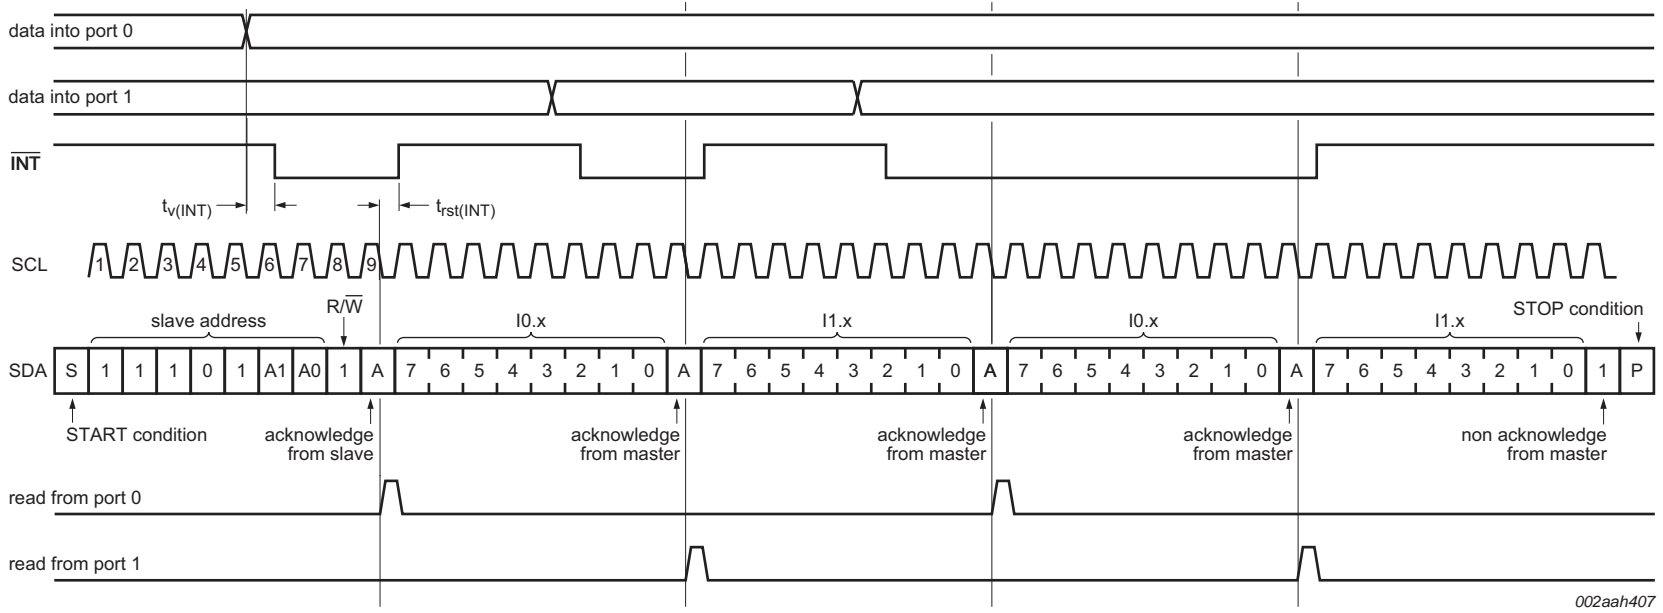 data into port 0
data into port 1
INT
tv(INT) trst(INT)
SCL 1 2 3 4 5 6 7 8 9
R/W STOP condition
slave address I0.x I1.x I0.x I1.x
SDA S 1 1 1 0 1 A1 A0 1 A 7 6 5 4 3 2 1 0 A 7 6 5 4 3 2 1 0 A 7 6 5 4 3 2 1 0 A 7 6 5 4 3 2 1 0 1 P
START condition acknowledge acknowledge acknowledge acknowledge non acknowledge
from slave from master from master from master from master
read from port 0
read from port 1
002aah407